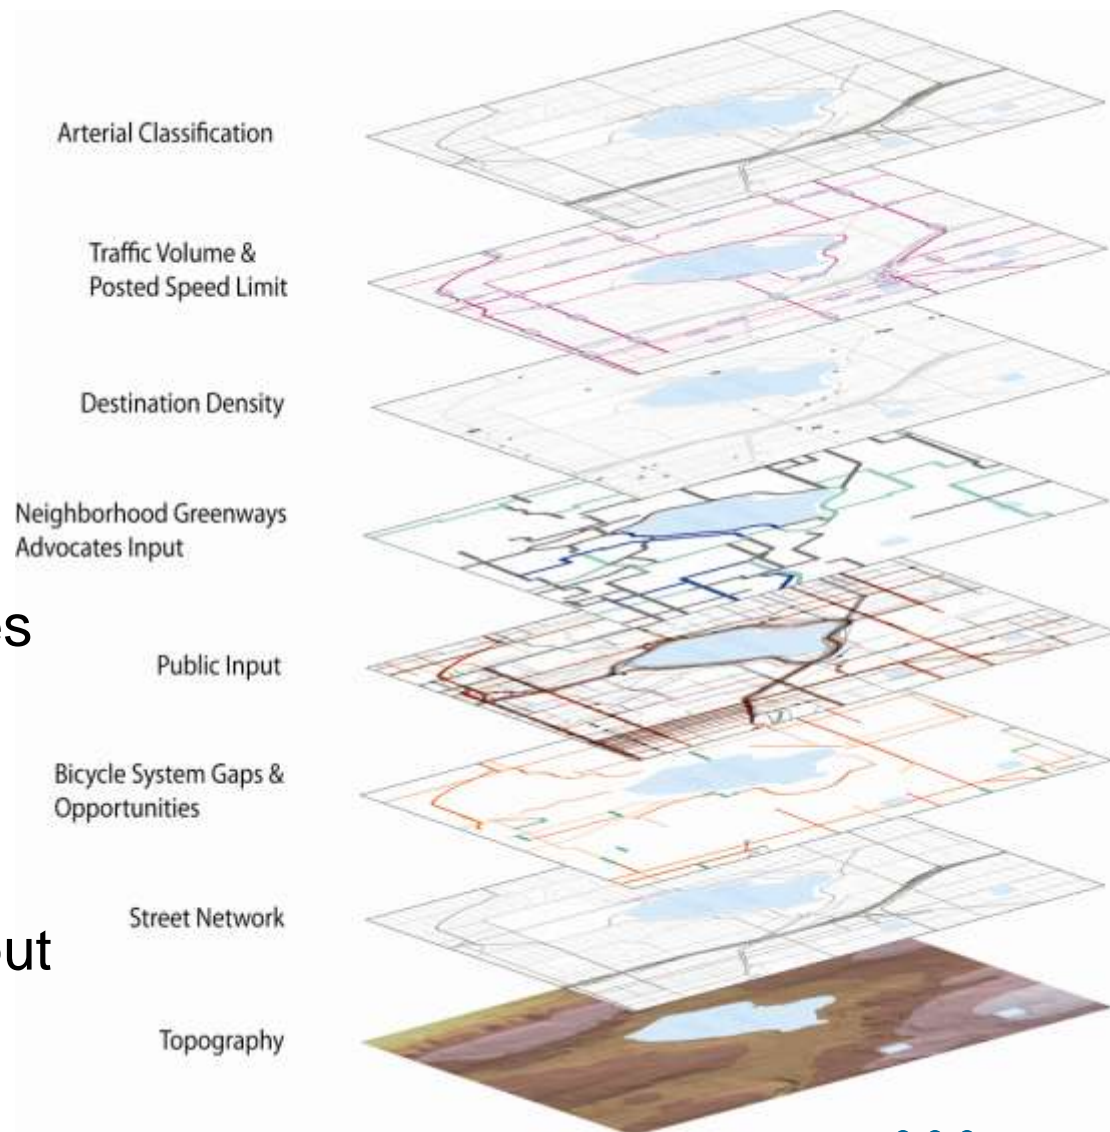 Arterial Classification
Traffic Volume &
Posted Speed Limit
Destination Density
Neighborhood Greenways
Advocates Input
Public Input
Bicycle System Gaps &
Opportunities
Street Network
Topography